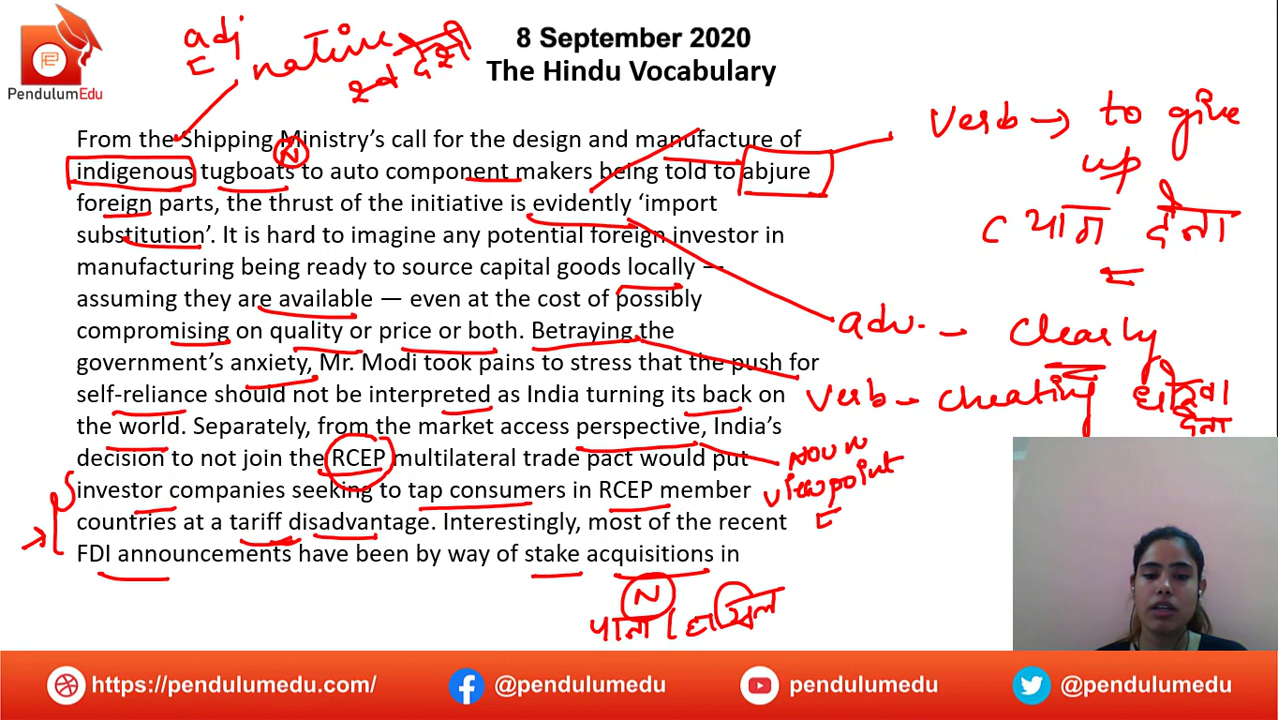 PendulumEdu
8 September 2020
The Hindu Vocabulary
adj
native
स्वदेशी
From the Shipping Ministry’s call for the design and manufacture of
N
indigenous tugboats to auto component makers being told to abjure
foreign parts, the thrust of the initiative is evidently ‘import
substitution’. It is hard to imagine any potential foreign investor in
manufacturing being ready to source capital goods locally —
assuming they are available — even at the cost of possibly
compromising on quality or price or both. Betraying the
government’s anxiety, Mr. Modi took pains to stress that the push for
self-reliance should not be interpreted as India turning its back on
the world. Separately, from the market access perspective, India’s
decision to not join the RCEP multilateral trade pact would put
investor companies seeking to tap consumers in RCEP member
countries at a tariff disadvantage. Interestingly, most of the recent
FDI announcements have been by way of stake acquisitions in
Verb → to give
up
त्याग देना
adv. - clearly
Verb - cheating धोखा
देना
Noun
viewpoint
N
पाना / हासिल
https://pendulumedu.com/
@pendulumedu
pendulumedu
@pendulumedu